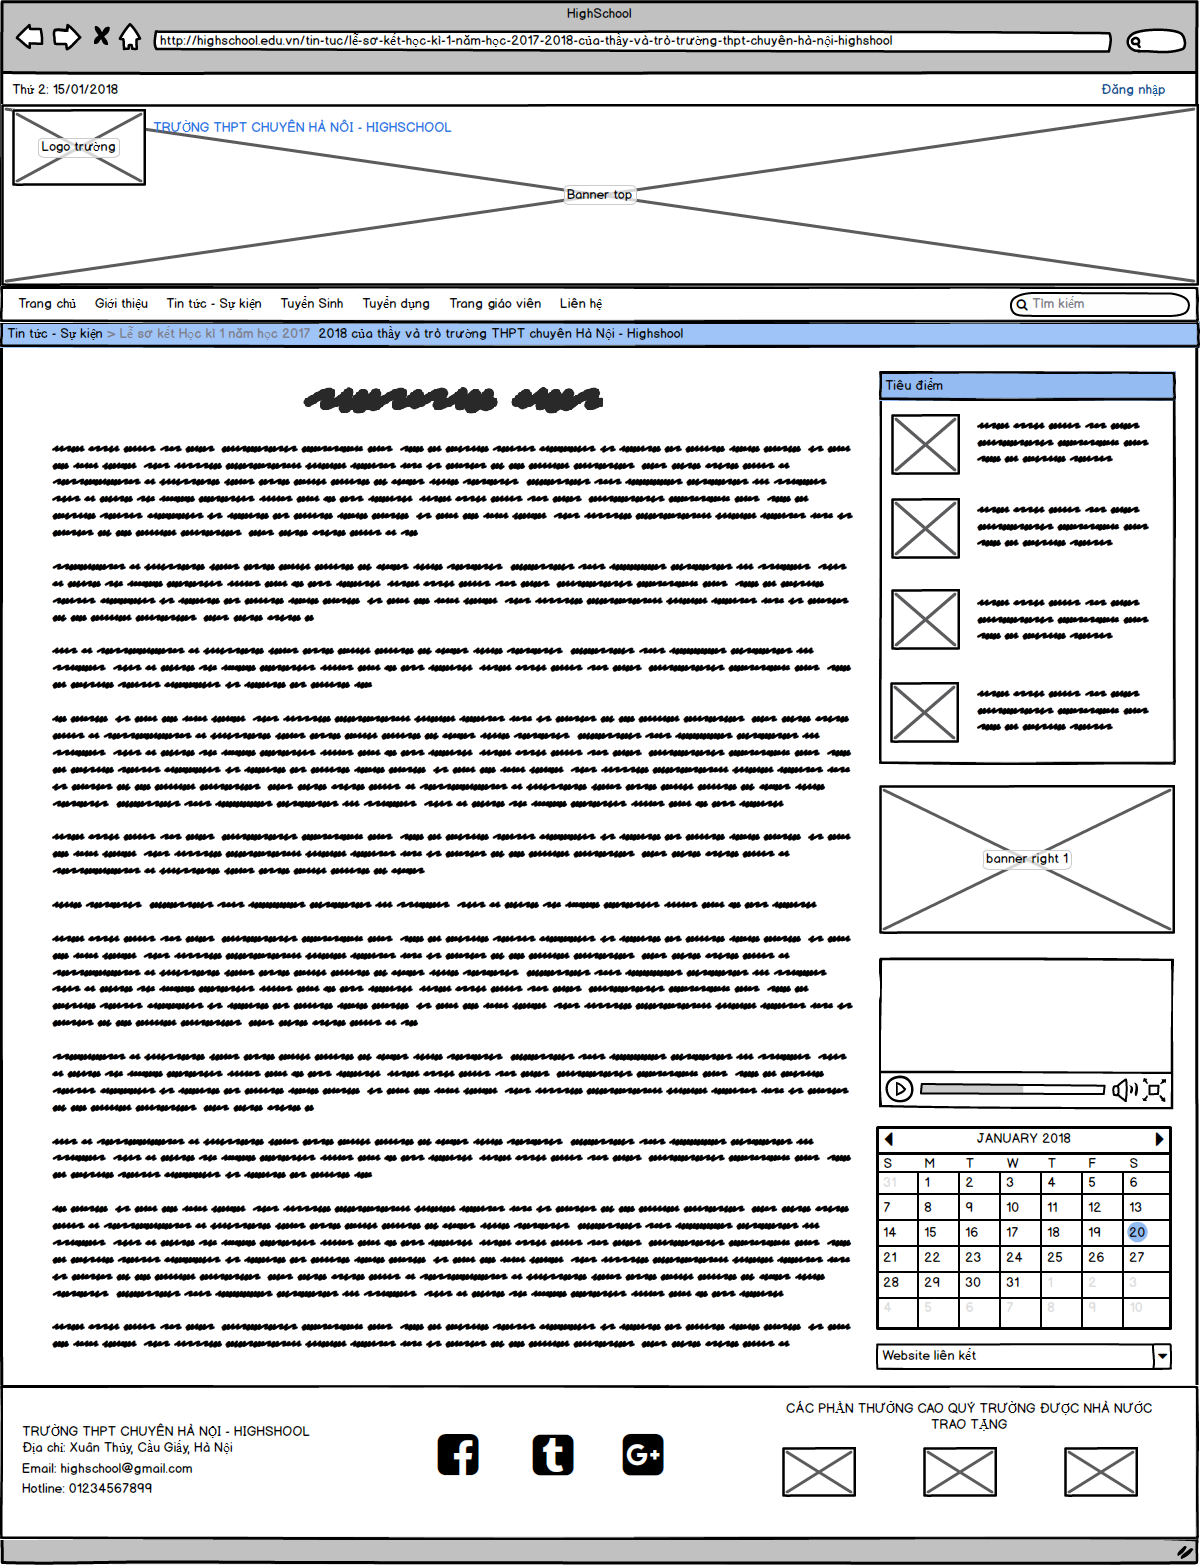 HighSchool
http://highschool.edu.vn/tin-tuc/lễ-sơ-kết-học-kì-1-năm-học-2017-2018-của-thầy-và-trò-trường-thpt-chuyên-hà-nội-highshool
Thứ 2: 15/01/2018
Đăng nhập
TRƯỜNG THPT CHUYÊN HÀ NÔI - HIGHSCHOOL
Logo trường
Banner top
Trang chủ Giới thiệu Tin tức - Sự kiện Tuyển Sinh Tuyển dụng Trang giáo viên Liên hệ
Tìm kiếm
Tin tức - Sự kiện > Lễ sơ kết Học kì 1 năm học 2017 2018 của thầy và trò trường THPT chuyên Hà Nội - Highshool
Tiêu điểm
banner right 1
JANUARY 2018
S M T W T F S
31 1 2 3 4 5 6
7 8 9 10 11 12 13
14 15 16 17 18 19 20
21 22 23 24 25 26 27
28 29 30 31 1 2 3
4 5 6 7 8 9 10
Website liên kết
TRƯỜNG THPT CHUYÊN HÀ NỘI - HIGHSHOOL
Địa chỉ: Xuân Thủy, Cầu Giấy, Hà Nội
Email: highschool@gmail.com
Hotline: 01234567899
CÁC PHẦN THƯỞNG CAO QUÝ TRƯỜNG ĐƯỢC NHÀ NƯỚC
TRAO TẶNG